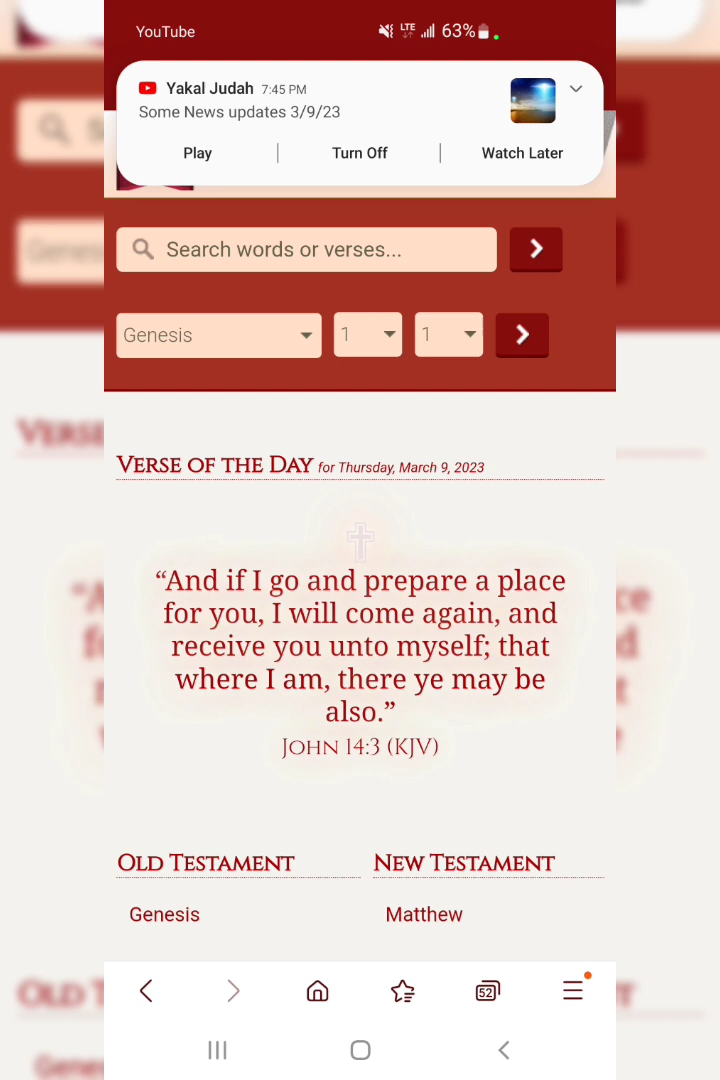 YouTube LTE 63%
Yakal Judah 7:45 PM
Some News updates 3/9/23
Play Turn Off Watch Later
Search words or verses...
Genesis 1 1
VERSE OF THE DAY for Thursday, March 9, 2023
“And if I go and prepare a place
for you, I will come again, and
receive you unto myself; that
where I am, there ye may be
also.”
JOHN 14:3 (KJV)
OLD TESTAMENT NEW TESTAMENT
Genesis Matthew
52